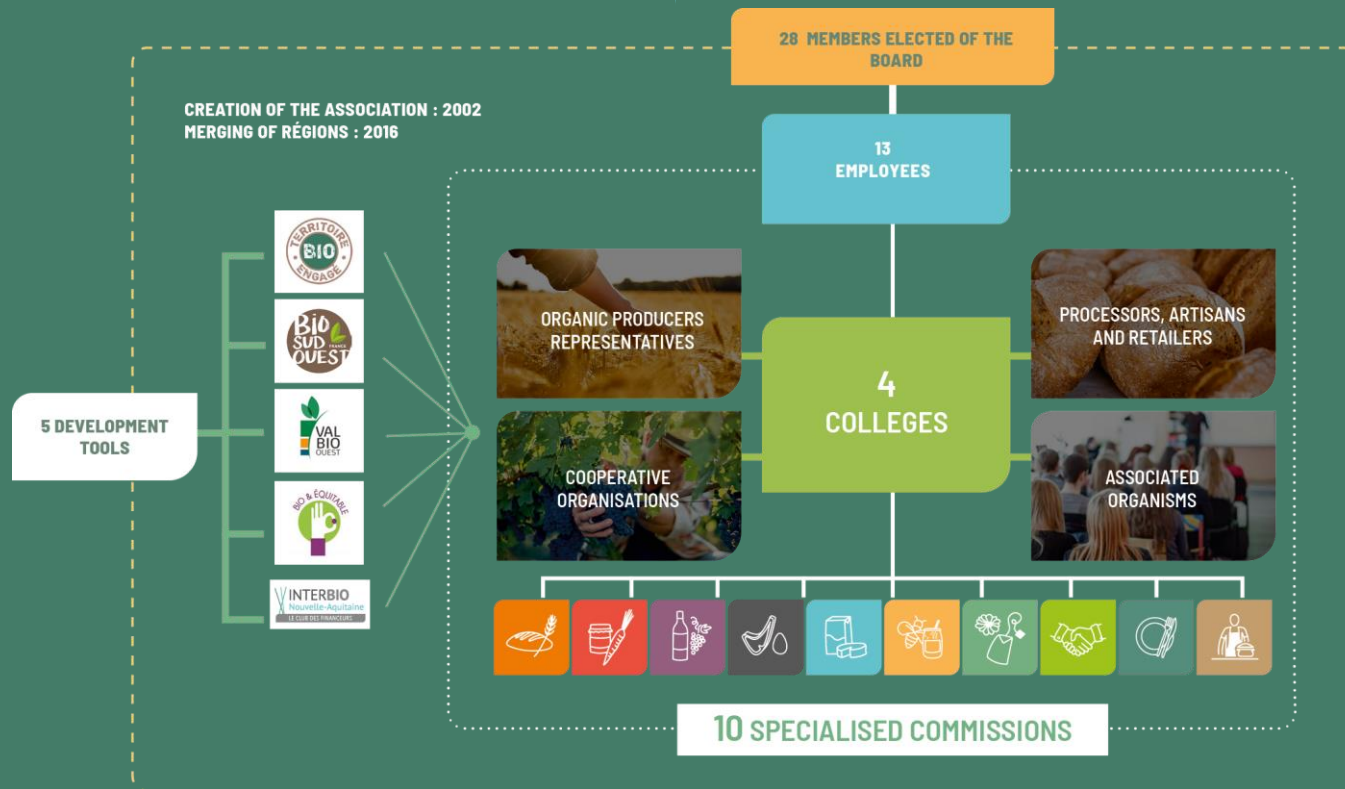 28 MEMBERS ELECTED OF THE
BOARD
CREATION OF THE ASSOCIATION : 2002
MERGING OF RÉGIONS : 2016
13
EMPLOYEES
TERRITOIRE
BIO
ENGAGÉ
BiO
SUD
FRANCE
OUEST
VAL
BIO
OUEST
BIO & ÉQUITABLE
INTERBIO
Nouvelle-Aquitaine
LE CLUB DES FINANCEURS
5 DEVELOPMENT
TOOLS
ORGANIC PRODUCERS
REPRESENTATIVES
PROCESSORS, ARTISANS
AND RETAILERS
4
COLLEGES
COOPERATIVE
ORGANISATIONS
ASSOCIATED
ORGANISMS
10 SPECIALISED COMMISSIONS